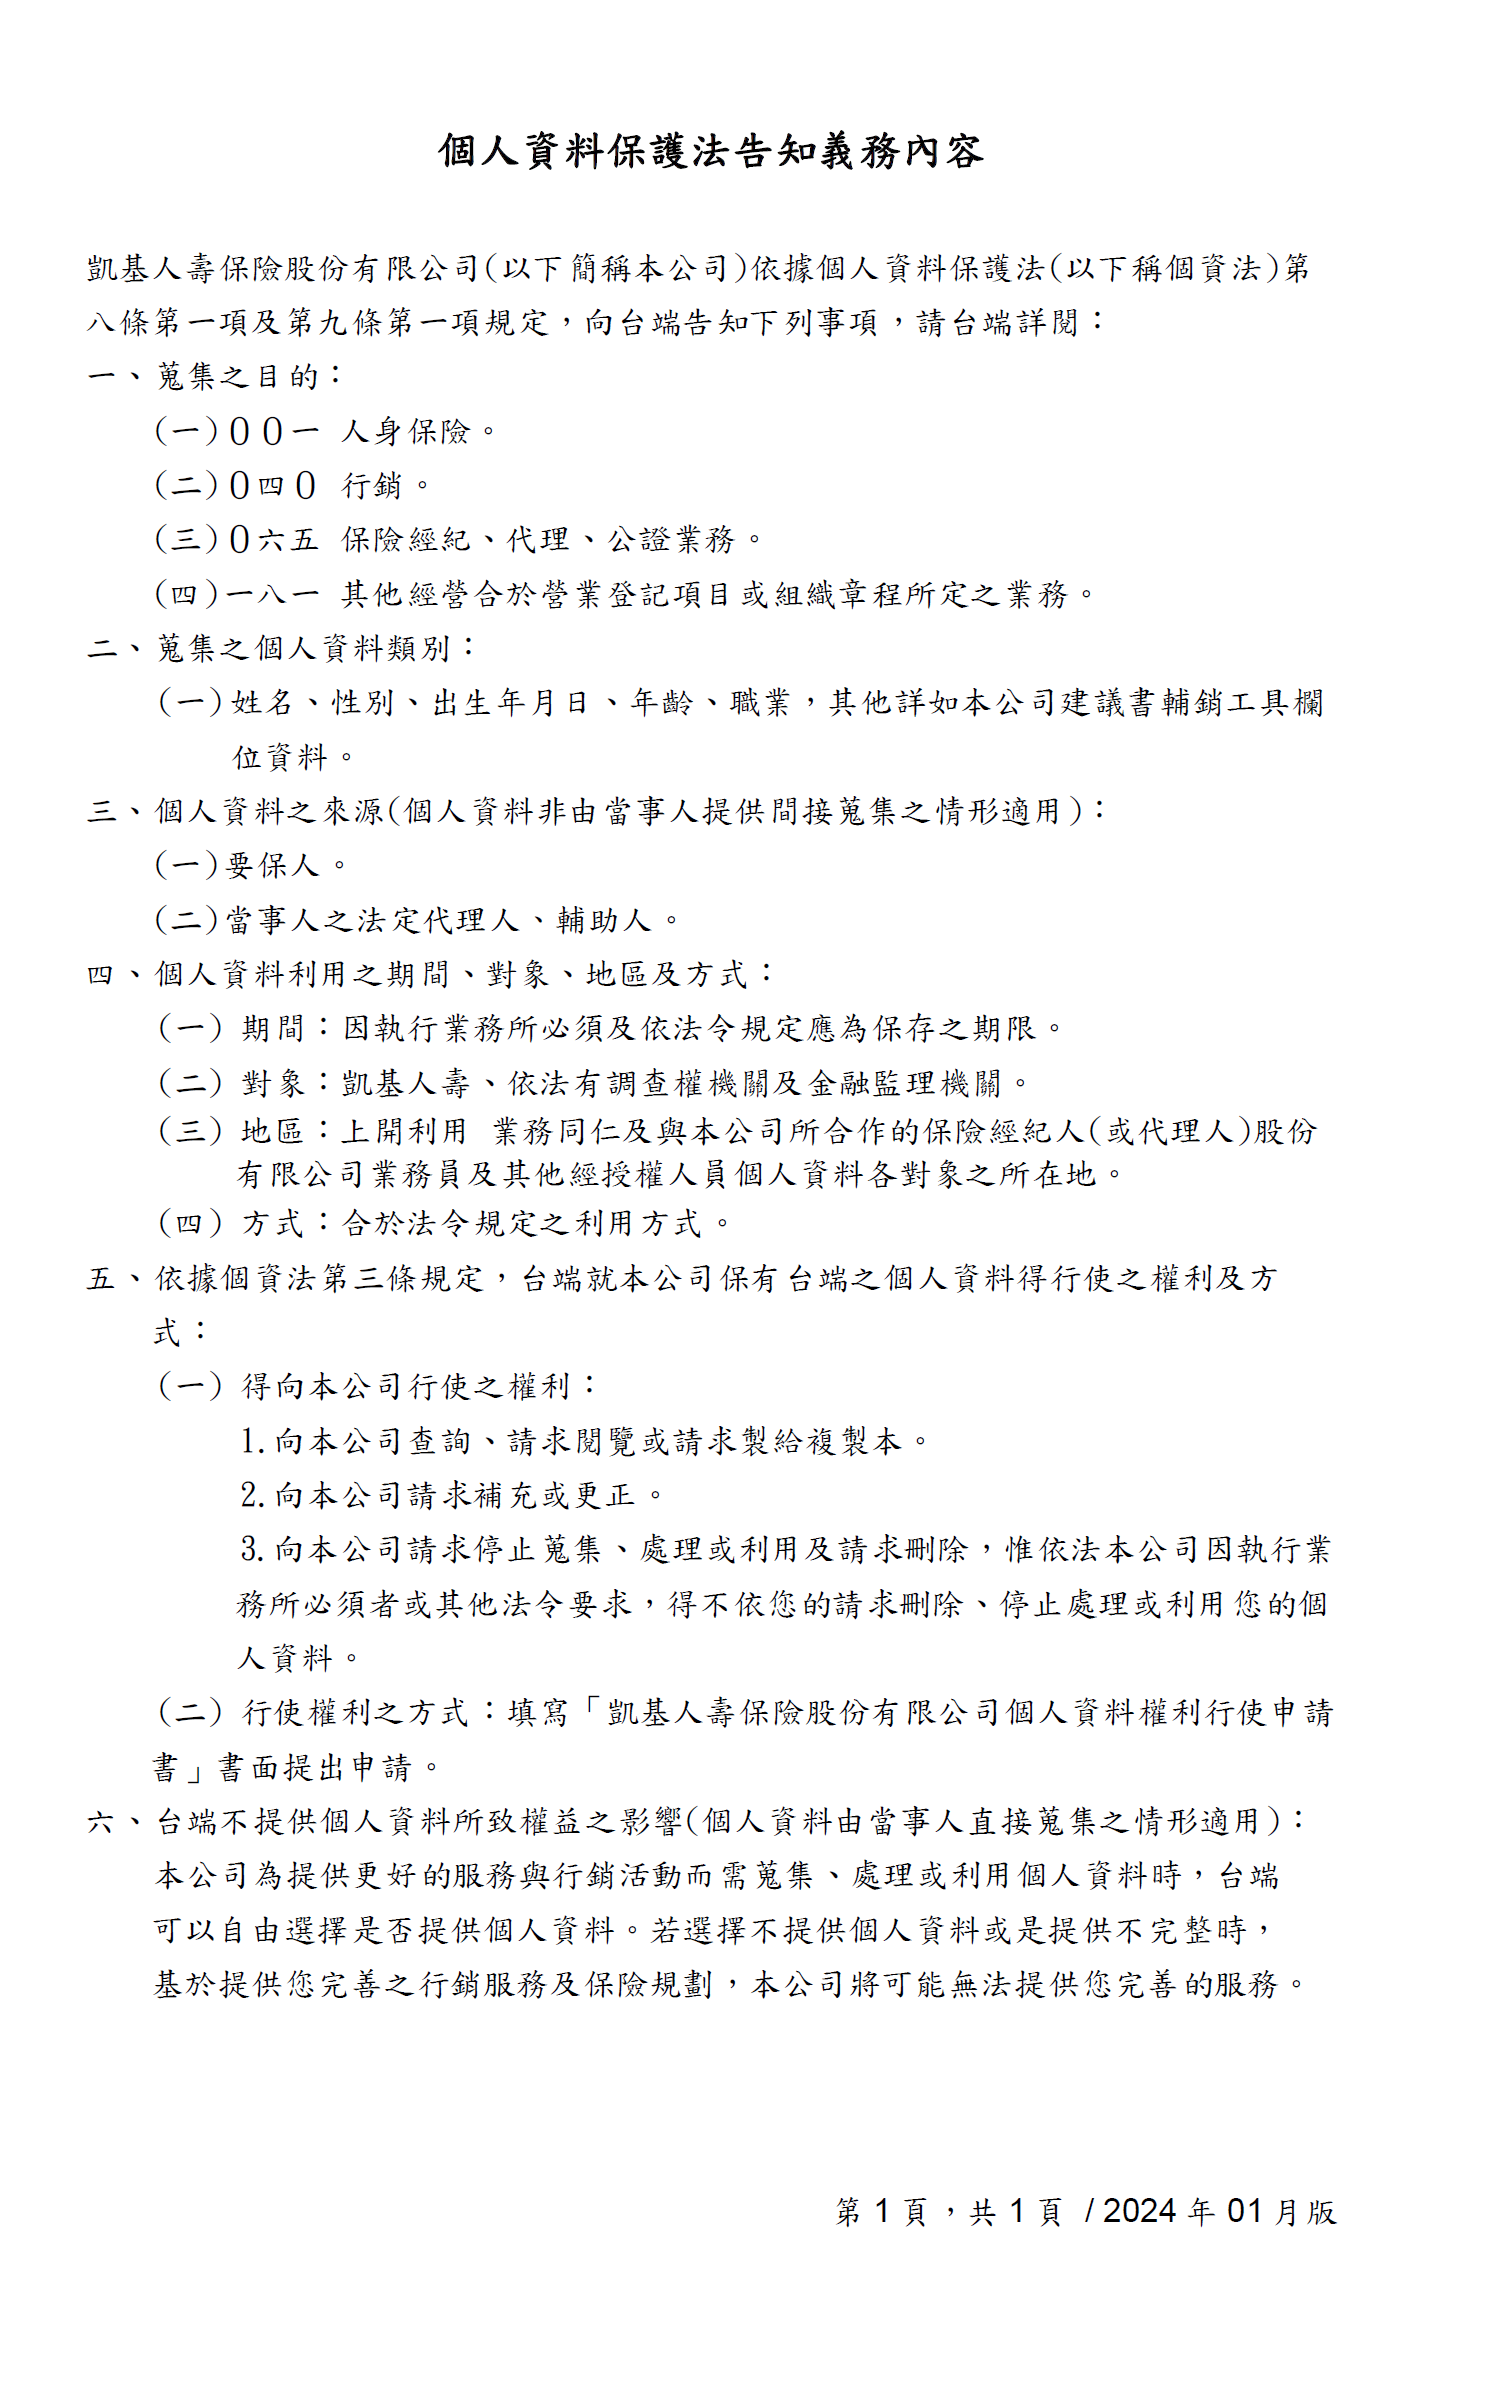 個人資料保護法告知義務內容
凱基人壽保險股份有限公司(以下簡稱本公司)依據個人資料保護法(以下稱個資法)第
八條第一項及第九條第一項規定，向台端告知下列事項，請台端詳閱：
一、蒐集之目的：
(一)００一 人身保險。
(二)０四０ 行銷。
(三)０六五 保險經紀、代理、公證業務。
(四)一八一 其他經營合於營業登記項目或組織章程所定之業務。
二、蒐集之個人資料類別：
(一)姓名、性別、出生年月日、年齡、職業，其他詳如本公司建議書輔銷工具欄
位資料。
三、個人資料之來源(個人資料非由當事人提供間接蒐集之情形適用)：
(一)要保人。
(二)當事人之法定代理人、輔助人。
四、個人資料利用之期間、對象、地區及方式：
(一) 期間：因執行業務所必須及依法令規定應為保存之期限。
(二) 對象：凱基人壽、依法有調查權機關及金融監理機關。
(三) 地區：上開利用 業務同仁及與本公司所合作的保險經紀人(或代理人)股份
有限公司業務員及其他經授權人員個人資料各對象之所在地。
(四) 方式：合於法令規定之利用方式。
五、依據個資法第三條規定，台端就本公司保有台端之個人資料得行使之權利及方
式：
(一) 得向本公司行使之權利：
1.向本公司查詢、請求閱覽或請求製給複製本。
2.向本公司請求補充或更正。
3.向本公司請求停止蒐集、處理或利用及請求刪除，惟依法本公司因執行業
務所必須者或其他法令要求，得不依您的請求刪除、停止處理或利用您的個
人資料。
(二) 行使權利之方式：填寫「凱基人壽保險股份有限公司個人資料權利行使申請
書」書面提出申請。
六、台端不提供個人資料所致權益之影響(個人資料由當事人直接蒐集之情形適用)：
本公司為提供更好的服務與行銷活動而需蒐集、處理或利用個人資料時，台端
可以自由選擇是否提供個人資料。若選擇不提供個人資料或是提供不完整時，
基於提供您完善之行銷服務及保險規劃，本公司將可能無法提供您完善的服務。
第 1 頁，共 1 頁 / 2024 年 01 月版